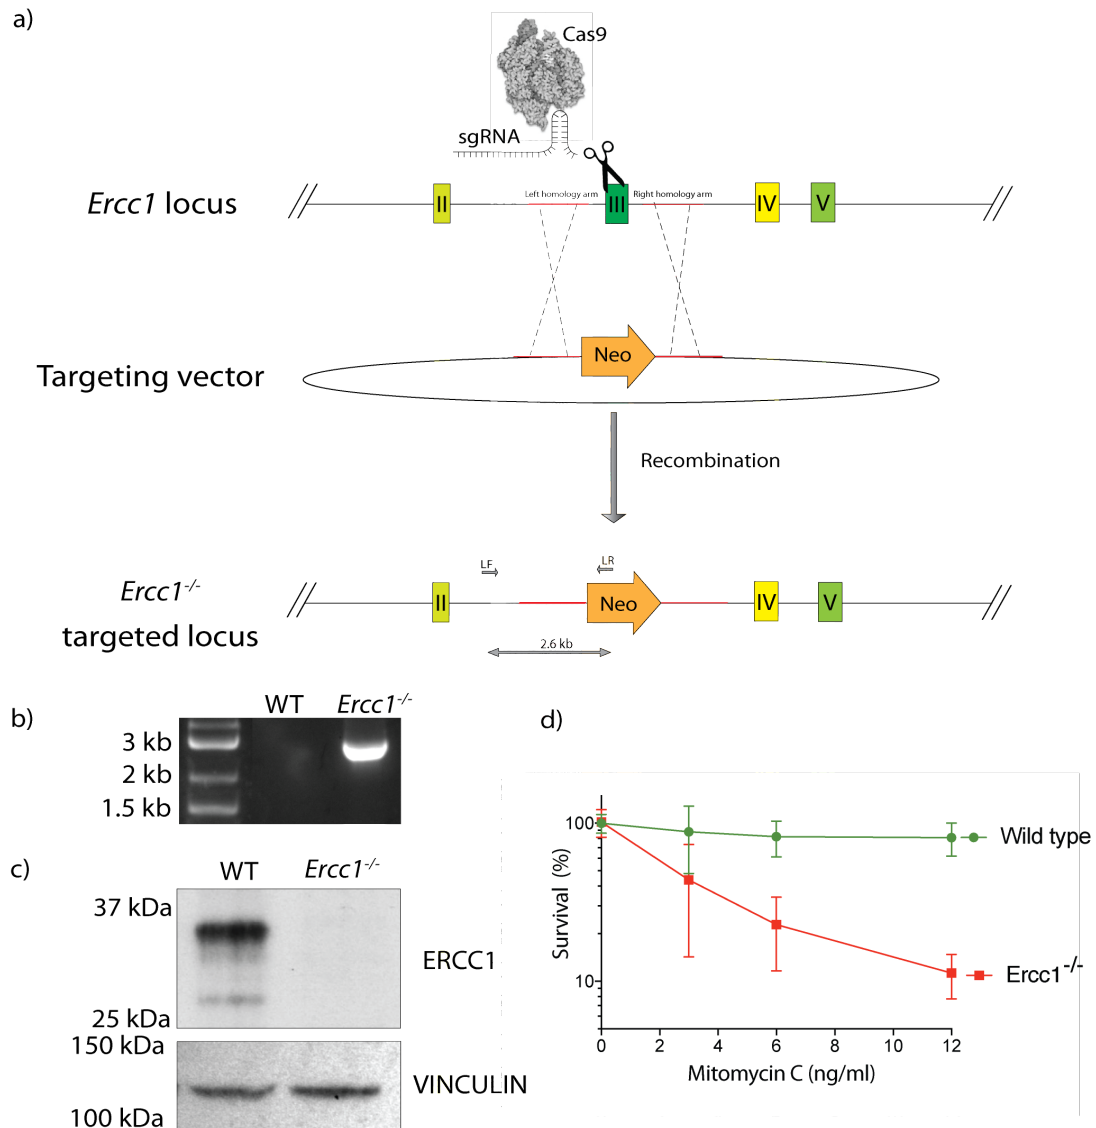 a)
Cas9
sgRNA
Left homology arm
Right homology arm
Ercc1 locus
II
III
IV
V
Neo
Targeting vector
Recombination
LF
LR
Ercc1-/-
targeted locus
II
Neo
IV
V
2.6 kb
b)
WT
Ercc1-/-
3 kb
2 kb
1.5 kb
c)
WT
Ercc1-/-
37 kDa
ERCC1
25 kDa
150 kDa
VINCULIN
100 kDa
d)
100
10
Survival (%)
0 2 4 6 8 10 12
Mitomycin C (ng/ml)
Wild type
Ercc1-/-